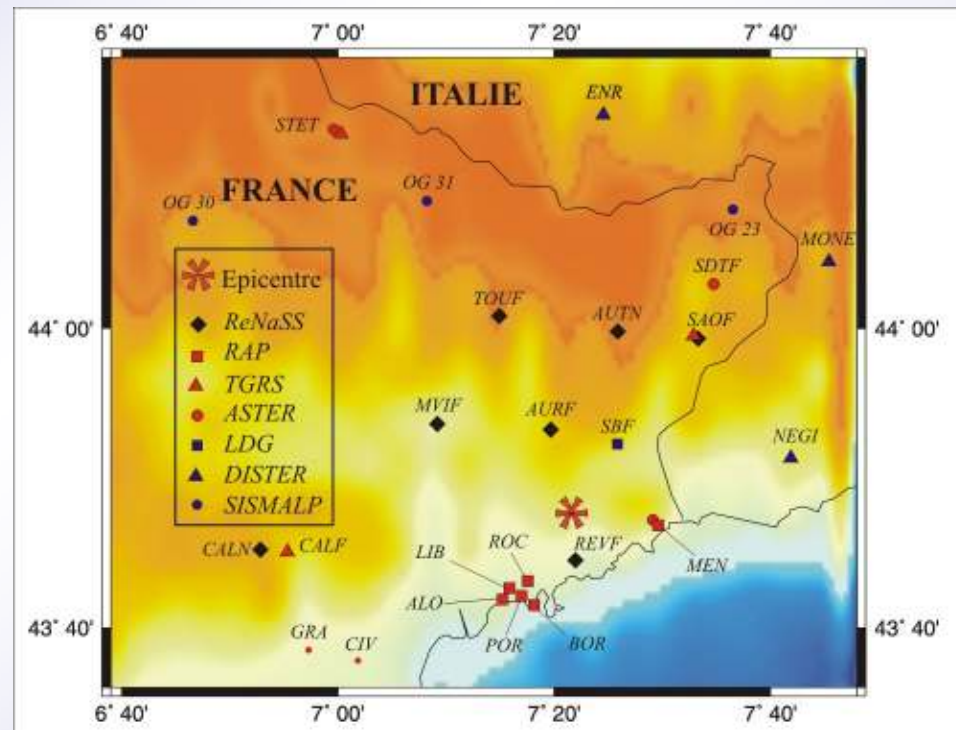 6˚ 40' 7˚ 00' 7˚ 20' 7˚ 40'
ITALIE
ENR
STET
FRANCE
OG 31
OG 30
OG 23
MONE
Epicentre
SDTF
TOUF
AUTN
SAOF
44˚ 00' 44˚ 00'
ReNaSS
RAP
TGRS
MVIF
AURF
SBF
ASTER
LDG
NEGI
DISTER
SISMALP
CALN CALF
LIB
ROC
REVF
MEN
ALO
POR
BOR
GRA
CIV
43˚ 40' 43˚ 40'
6˚ 40' 7˚ 00' 7˚ 20' 7˚ 40'